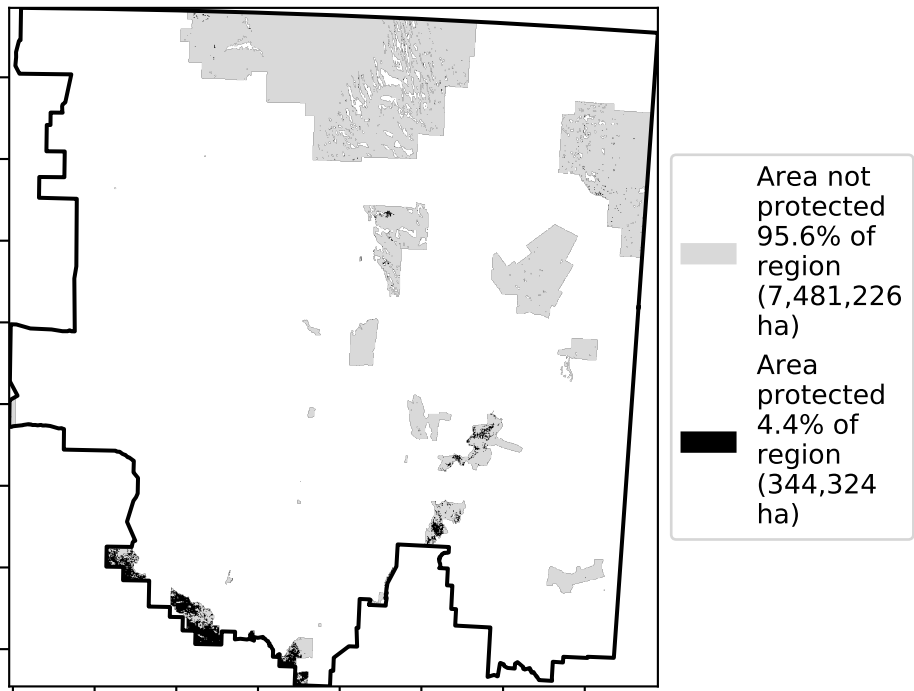 Area not
protected
95.6% of
region
(7,481,226
ha)
Area
protected
4.4% of
region
(344,324
ha)